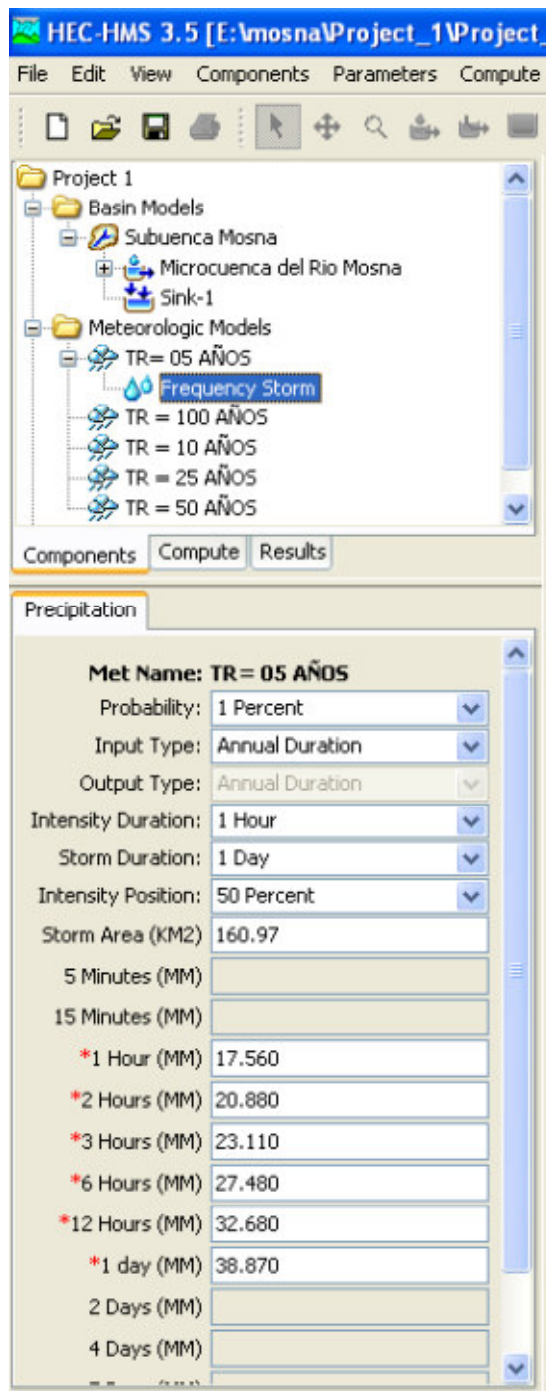 HEC-HMS 3.5 [E:\mosna\Project_1\Project_
File Edit View Components Parameters Compute
Project 1
Basin Models
Subuenca Mosna
Microcuenca del Rio Mosna
Sink-1
Meteorologic Models
TR= 05 AÑOS
Frequency Storm
TR = 100 AÑOS
TR = 10 AÑOS
TR = 25 AÑOS
TR = 50 AÑOS
Components Compute Results
Precipitation
Met Name: TR= 05 AÑOS
Probability: 1 Percent
Input Type: Annual Duration
Output Type: Annual Duration
Intensity Duration: 1 Hour
Storm Duration: 1 Day
Intensity Position: 50 Percent
Storm Area (KM2) 160.97
5 Minutes (MM)
15 Minutes (MM)
*1 Hour (MM) 17.560
*2 Hours (MM) 20.880
*3 Hours (MM) 23.110
*6 Hours (MM) 27.480
*12 Hours (MM) 32.680
*1 day (MM) 38.870
2 Days (MM)
4 Days (MM)